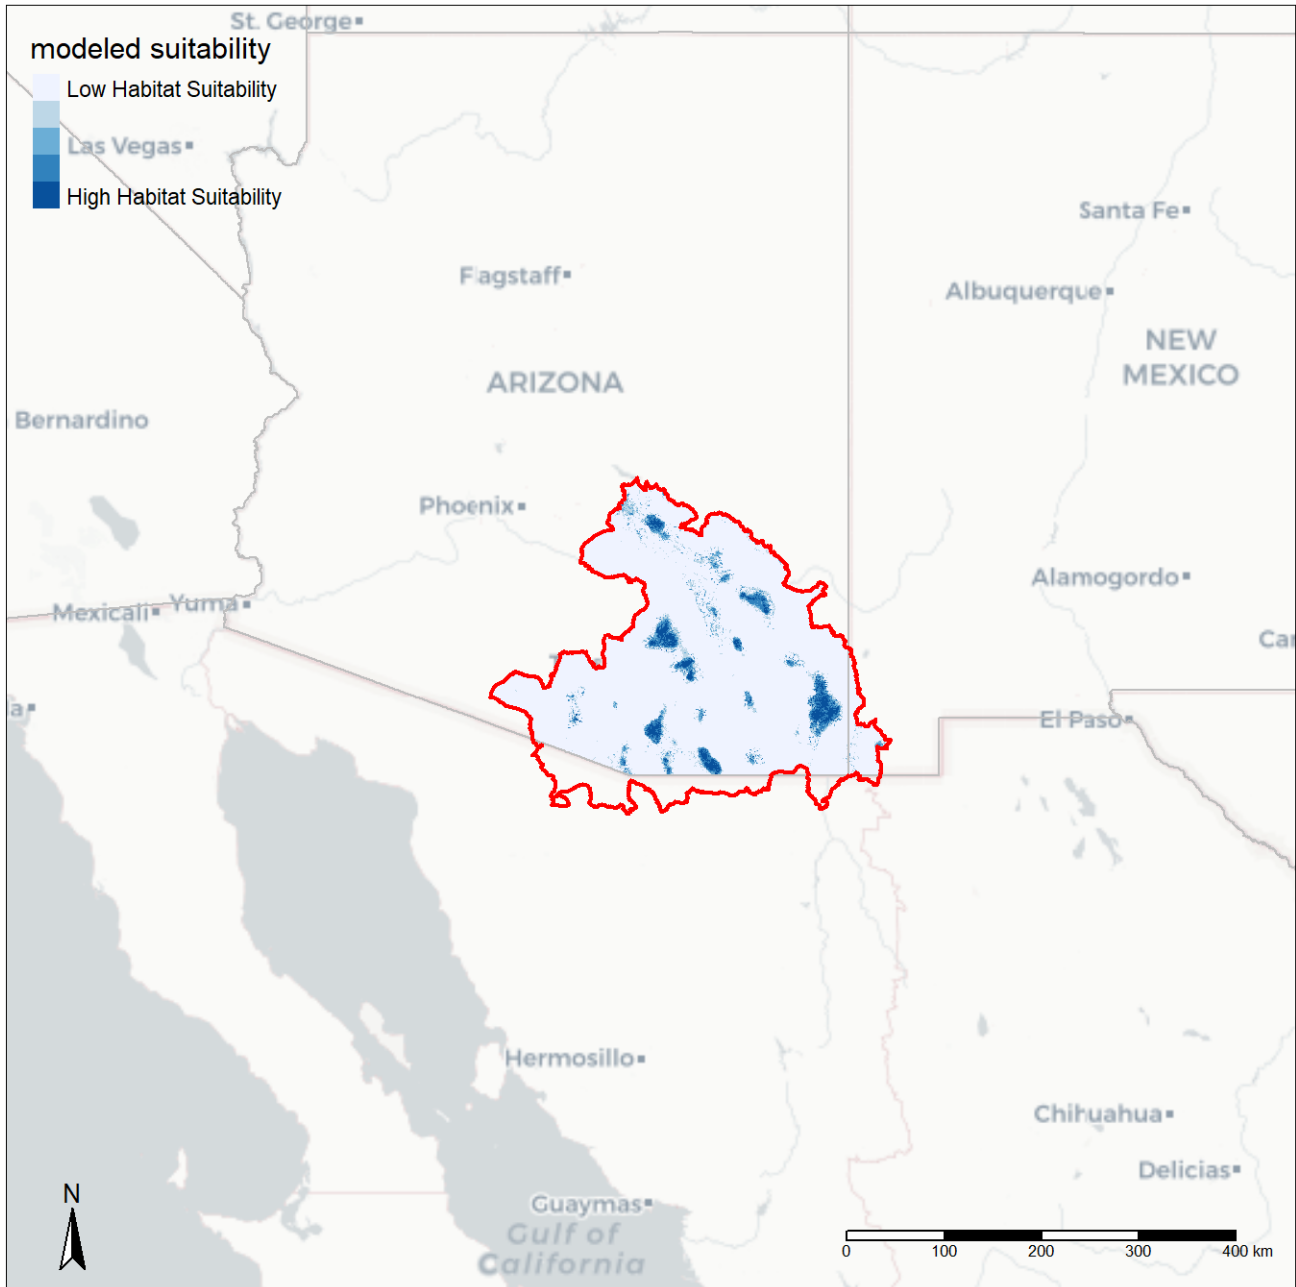 St. George
modeled suitability
Low Habitat Suitability
Las Vegas
High Habitat Suitability
Santa Fe
Flagstaff
Albuquerque
NEW
MEXICO
ARIZONA
Bernardino
Phoenix
Alamogordo
Mexicali
Yuma
Car
T
a
El Paso
Hermosillo
Chihuahua
Delicias
N
Guaymas
Gulf of
California
0 100 200 300 400 km